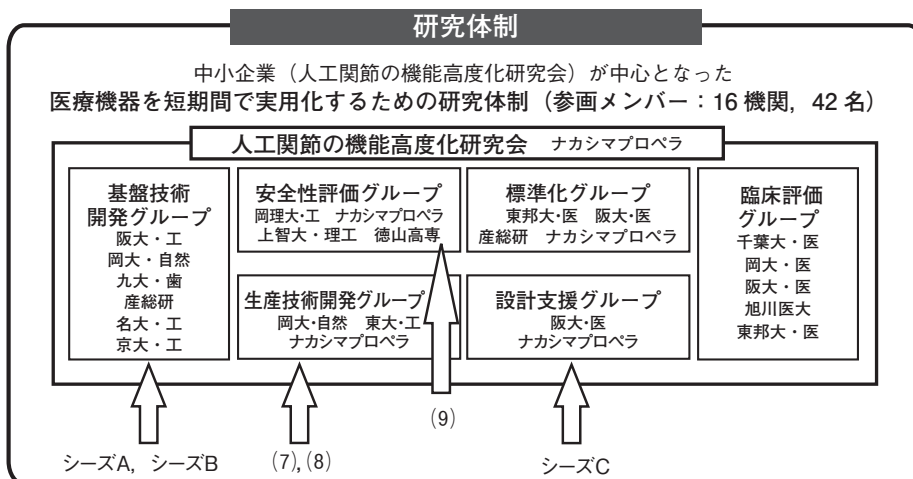 研究体制
中小企業（人工関節の機能高度化研究会）が中心となった
医療機器を短期間で実用化するための研究体制（参画メンバー：16機関，42名）
人工関節の機能高度化研究会　ナカシマプロペラ
基盤技術
開発グループ
阪大・工
岡大・自然
九大・歯
産総研
名大・工
京大・工
安全性評価グループ
岡理大・工　ナカシマプロペラ
上智大・理工　徳山高専
標準化グループ
東邦大・医　阪大・医
産総研　ナカシマプロペラ
臨床評価
グループ
千葉大・医
岡大・医
阪大・医
旭川医大
東邦大・医
生産技術開発グループ
岡大・自然　東大・工
ナカシマプロペラ
設計支援グループ
阪大・医
ナカシマプロペラ
シーズA，シーズB
(7),(8)
(9)
シーズC